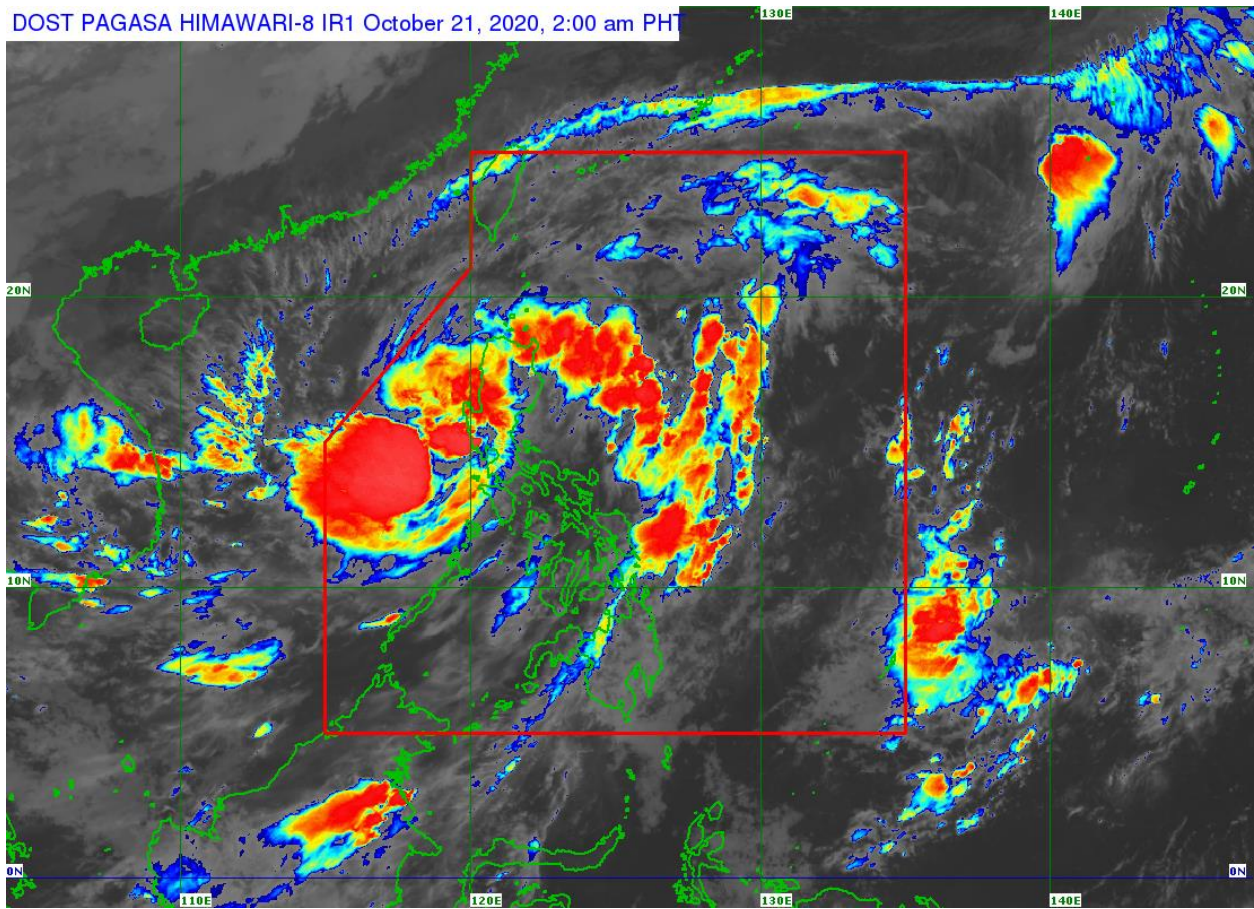 DOST PAGASA HIMAWARI-8 IR1 October 21, 2020, 2:00 am PHT
130E
140E
20N
20N
10N
10N
0N
0N
110E
120E
130E
140E